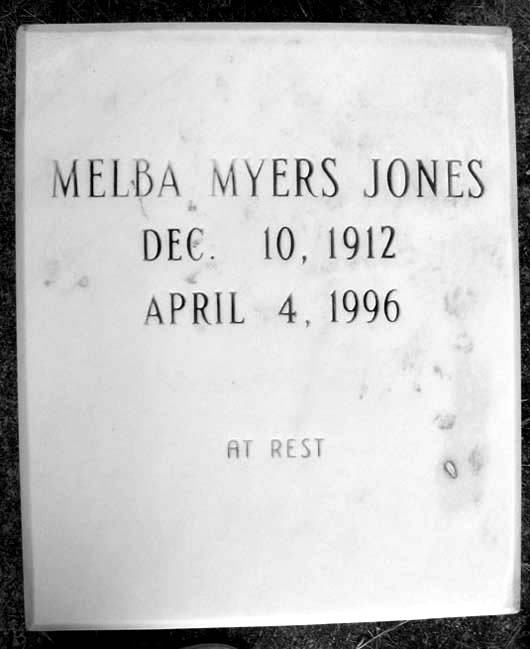 MELBA MYERS JONES
DEC. 10, 1912
APRIL 4, 1996
AT REST